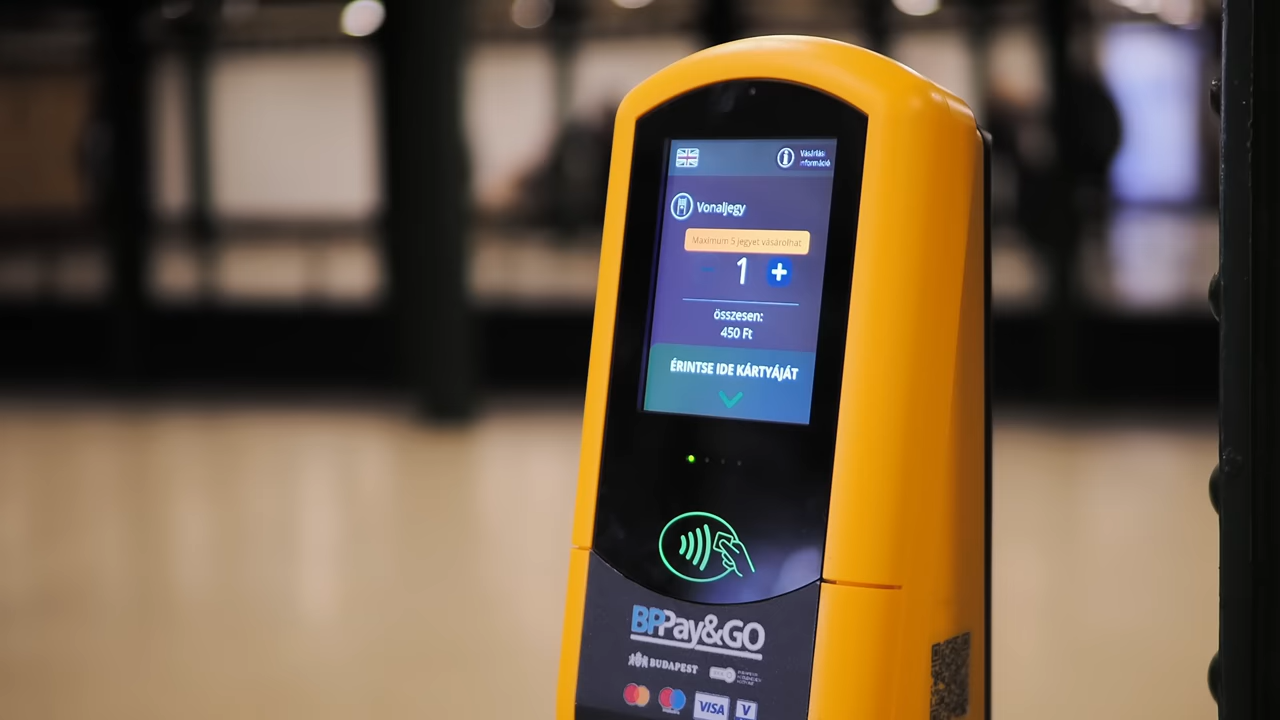 Vásárlási
információ
Vonaljegy
Maximum 5 jegyet vásárolhat
1
összesen:
450 Ft
ÉRINTSE IDE KÁRTYÁJÁT
BPPay&GO
BUDAPEST
VISA
V